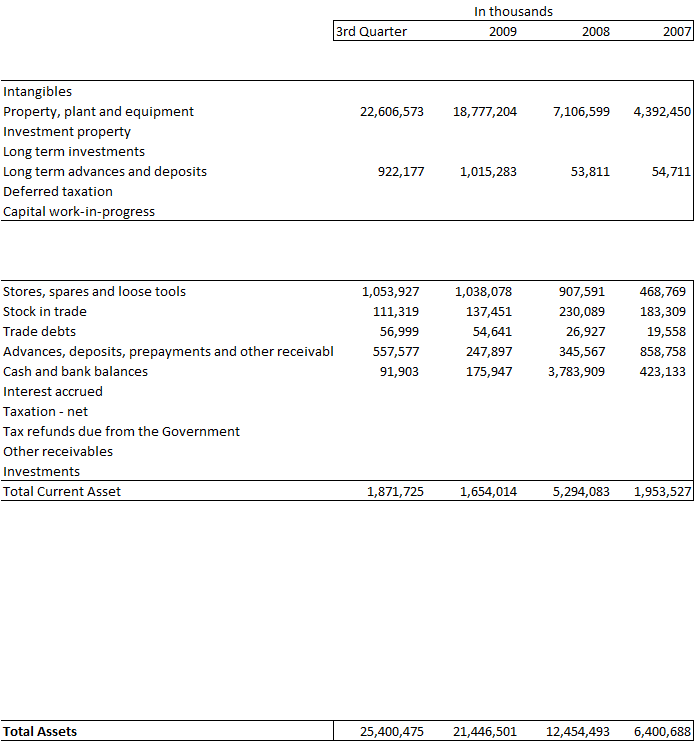 In thousands
3rd Quarter 2009 2008 2007
Intangibles
Property, plant and equipment 22,606,573 18,777,204 7,106,599 4,392,450
Investment property
Long term investments
Long term advances and deposits 922,177 1,015,283 53,811 54,711
Deferred taxation
Capital work-in-progress
Stores, spares and loose tools 1,053,927 1,038,078 907,591 468,769
Stock in trade 111,319 137,451 230,089 183,309
Trade debts 56,999 54,641 26,927 19,558
Advances, deposits, prepayments and other receivabl 557,577 247,897 345,567 858,758
Cash and bank balances 91,903 175,947 3,783,909 423,133
Interest accrued
Taxation - net
Tax refunds due from the Government
Other receivables
Investments
Total Current Asset 1,871,725 1,654,014 5,294,083 1,953,527
Total Assets 25,400,475 21,446,501 12,454,493 6,400,688